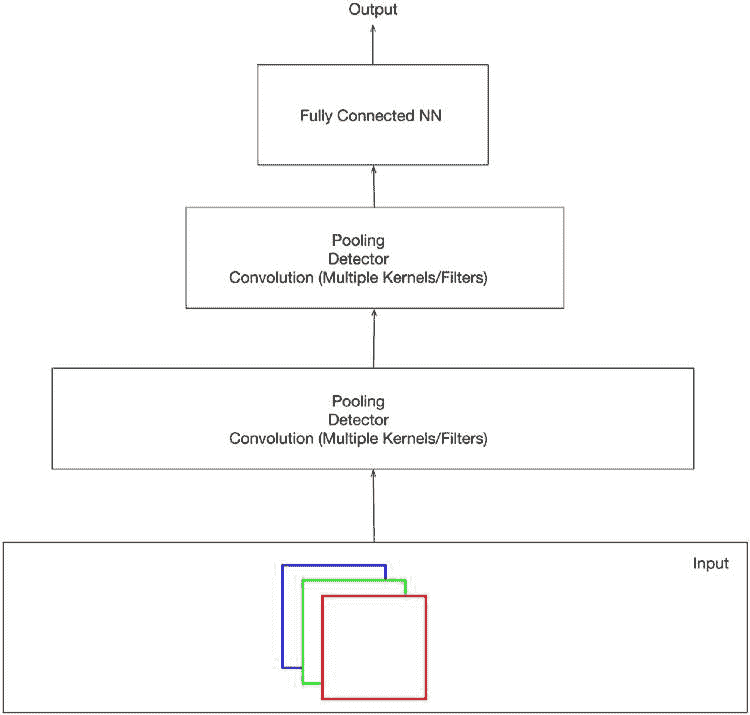 Output
Fully Connected NN
Pooling
Detector
Convolution (Multiple Kernels/Filters)
Pooling
Detector
Convolution (Multiple Kernels/Filters)
Input